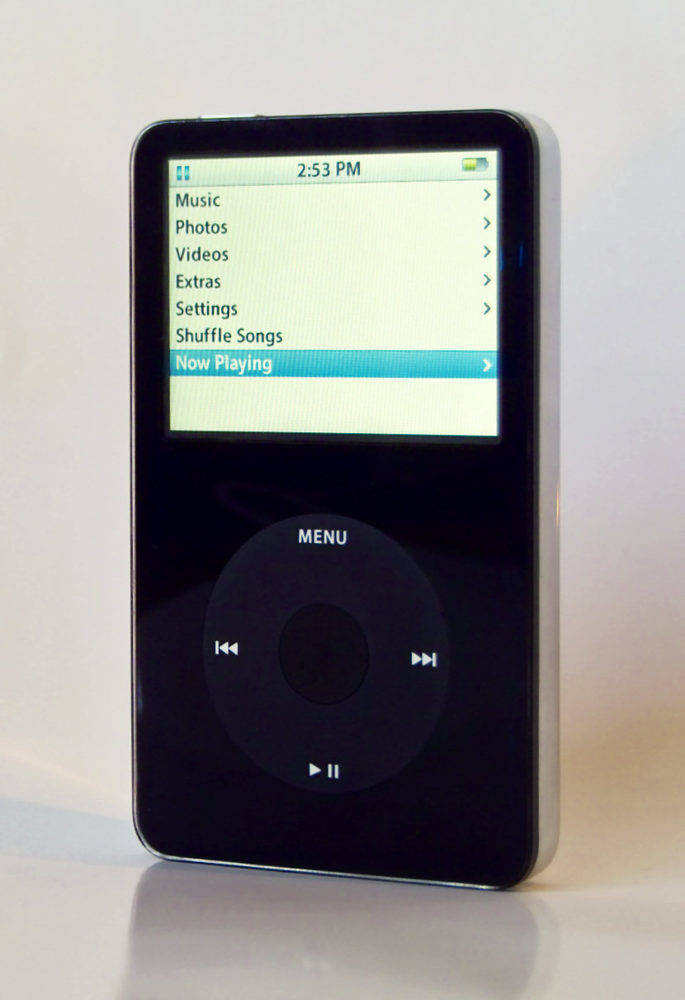 2:53 PM
Music
Photos
Videos
Extras
Settings
Shuffle Songs
Now Playing
MENU